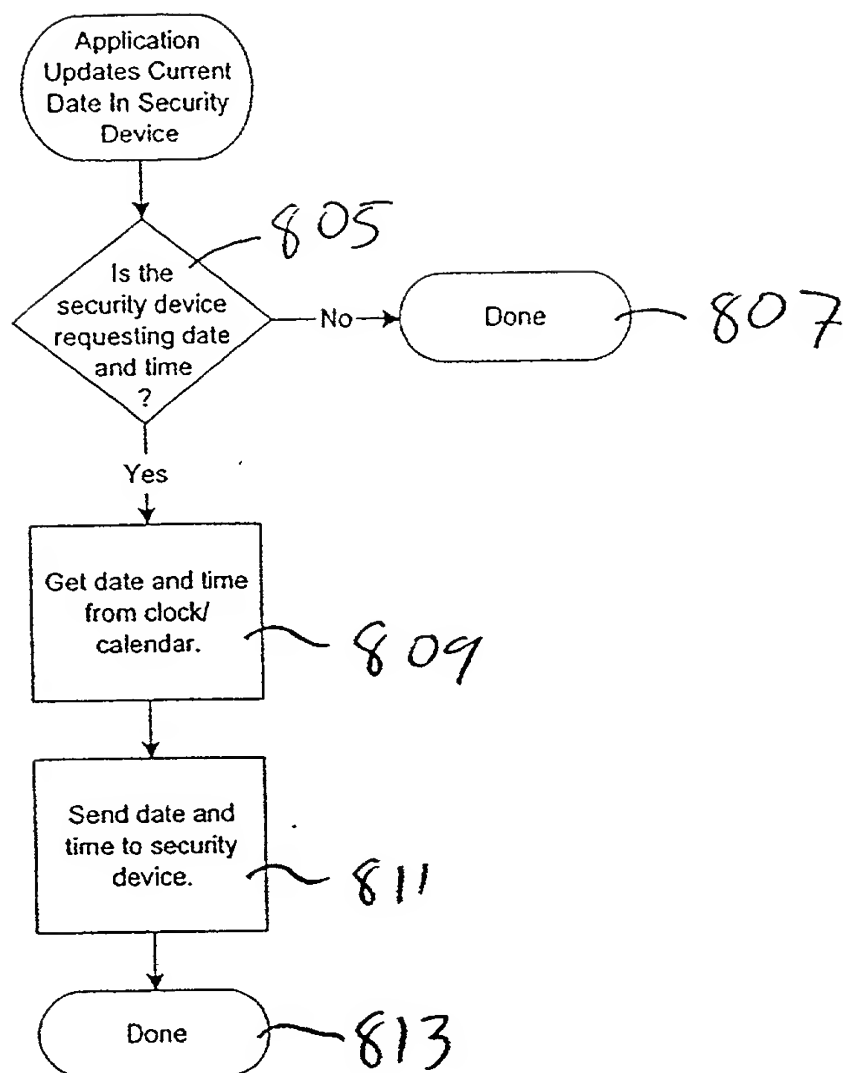 Application
Updates Current
Date In Security
Device
805
Is the
security device
requesting date
and time
?
No
Done
807
Yes
Get date and time
from clock/
calendar.
809
Send date and
time to security
device.
811
Done
813